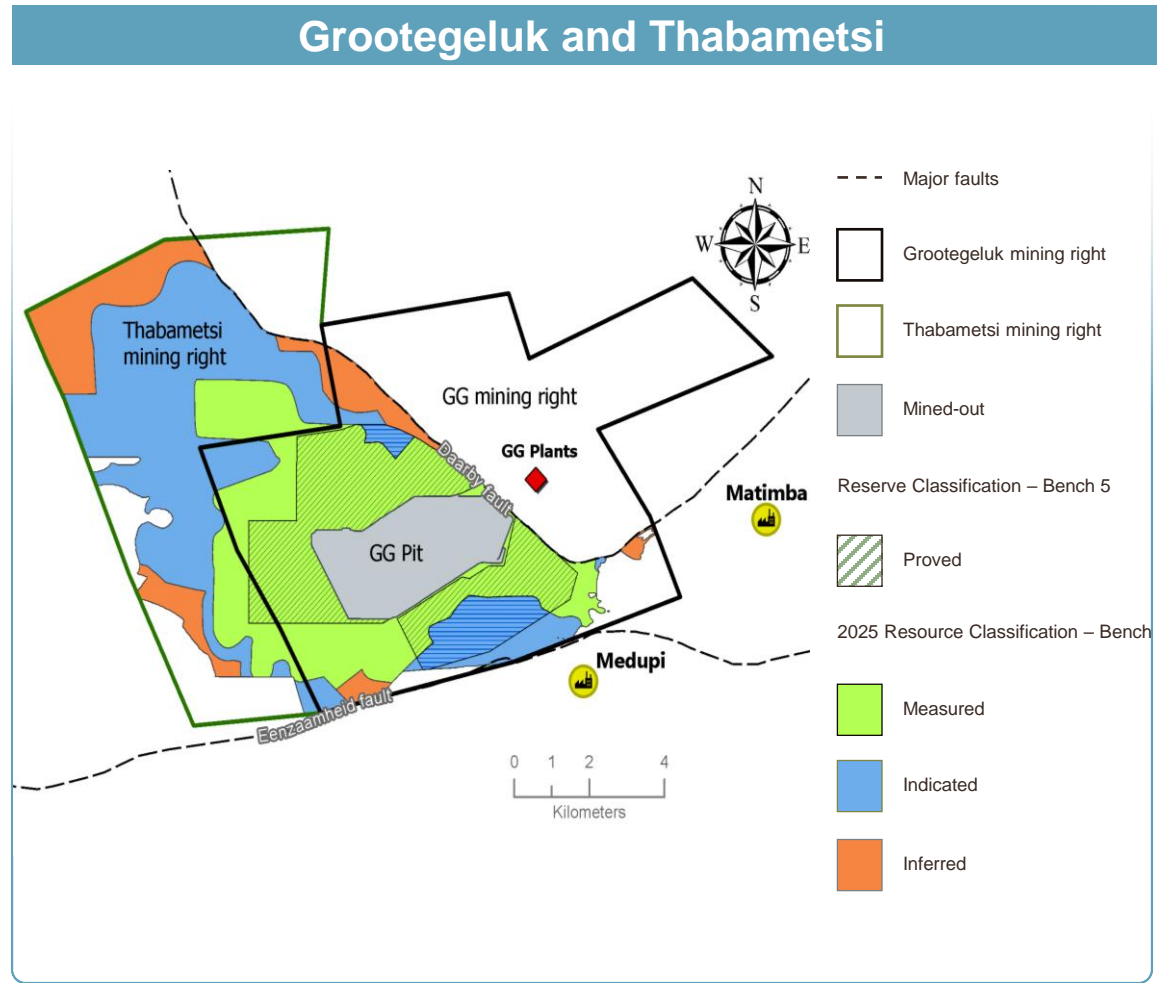 Grootegeluk and Thabametsi
Major faults
Grootegeluk mining right
Thabametsi mining right
Mined-out
Reserve Classification – Bench 5
Proved
2025 Resource Classification – Bench
Measured
Indicated
Inferred
N
W
E
S
Thabametsi
mining right
GG mining right
GG Plants
Daarby fault
Matimba
GG Pit
Medupi
Eenzaamheid fault
0 1 2 4
Kilometers